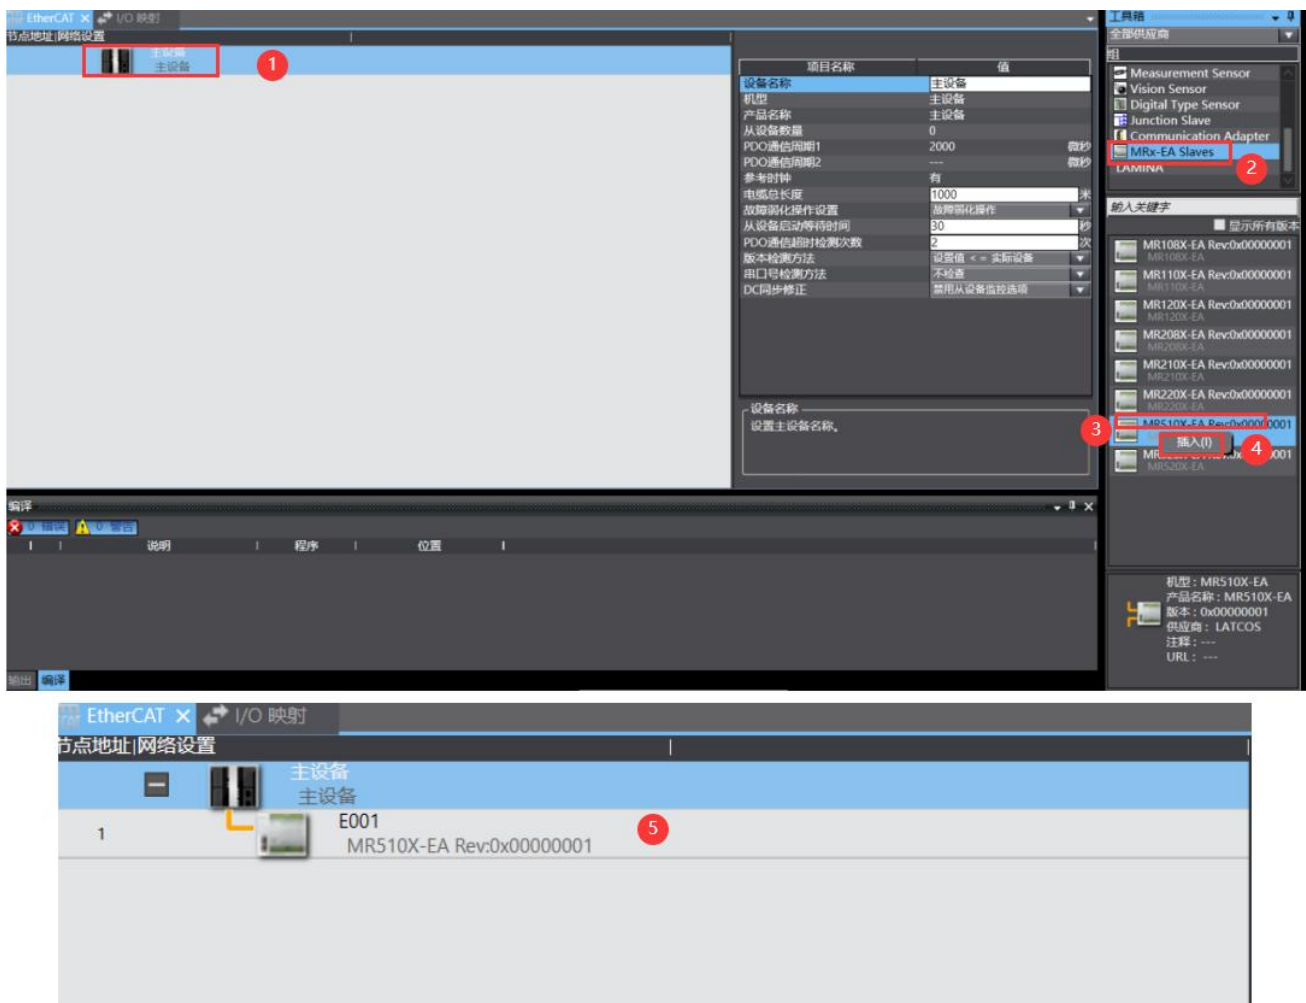 EtherCAT × I/O 映射
节点地址|网络设置
主设备
主设备
1
项目名称 值
设备名称 主设备
机型 主设备
产品名称 主设备
从设备数量 0
PDO通信周期1 2000 微秒
PDO通信周期2 --- 微秒
参考时钟 有
电缆总长度 1000 米
故障弱化操作设置 故障弱化操作
从设备启动等待时间 30 秒
PDO通信超时检测次数 2 次
版本检测方法 设置值 <= 实际设备
串口号检测方法 不检查
DC同步修正 禁用从设备监控选项
设备名称
设置主设备名称。
工具箱
全部供应商
组
Measurement Sensor
Vision Sensor
Digital Type Sensor
Junction Slave
Communication Adapter
MRx-EA Slaves
2
LAMINA
输入关键字
显示所有版本
MR108X-EA Rev:0x00000001
MR108X-EA
MR110X-EA Rev:0x00000001
MR110X-EA
MR120X-EA Rev:0x00000001
MR120X-EA
MR208X-EA Rev:0x00000001
MR208X-EA
MR210X-EA Rev:0x00000001
MR210X-EA
MR220X-EA Rev:0x00000001
MR220X-EA
3
MR510X-EA Rev:0x00000001
插入(I)
4
MR520X-EA
机型 : MR510X-EA
产品名称 : MR510X-EA
版本 : 0x00000001
供应商 : LATCOS
注释 : ---
URL : ---
编译
0 错误 0 警告
说明 程序 位置
输出 编译
EtherCAT × I/O 映射
节点地址|网络设置
主设备
主设备
1 E001
MR510X-EA Rev:0x00000001
5